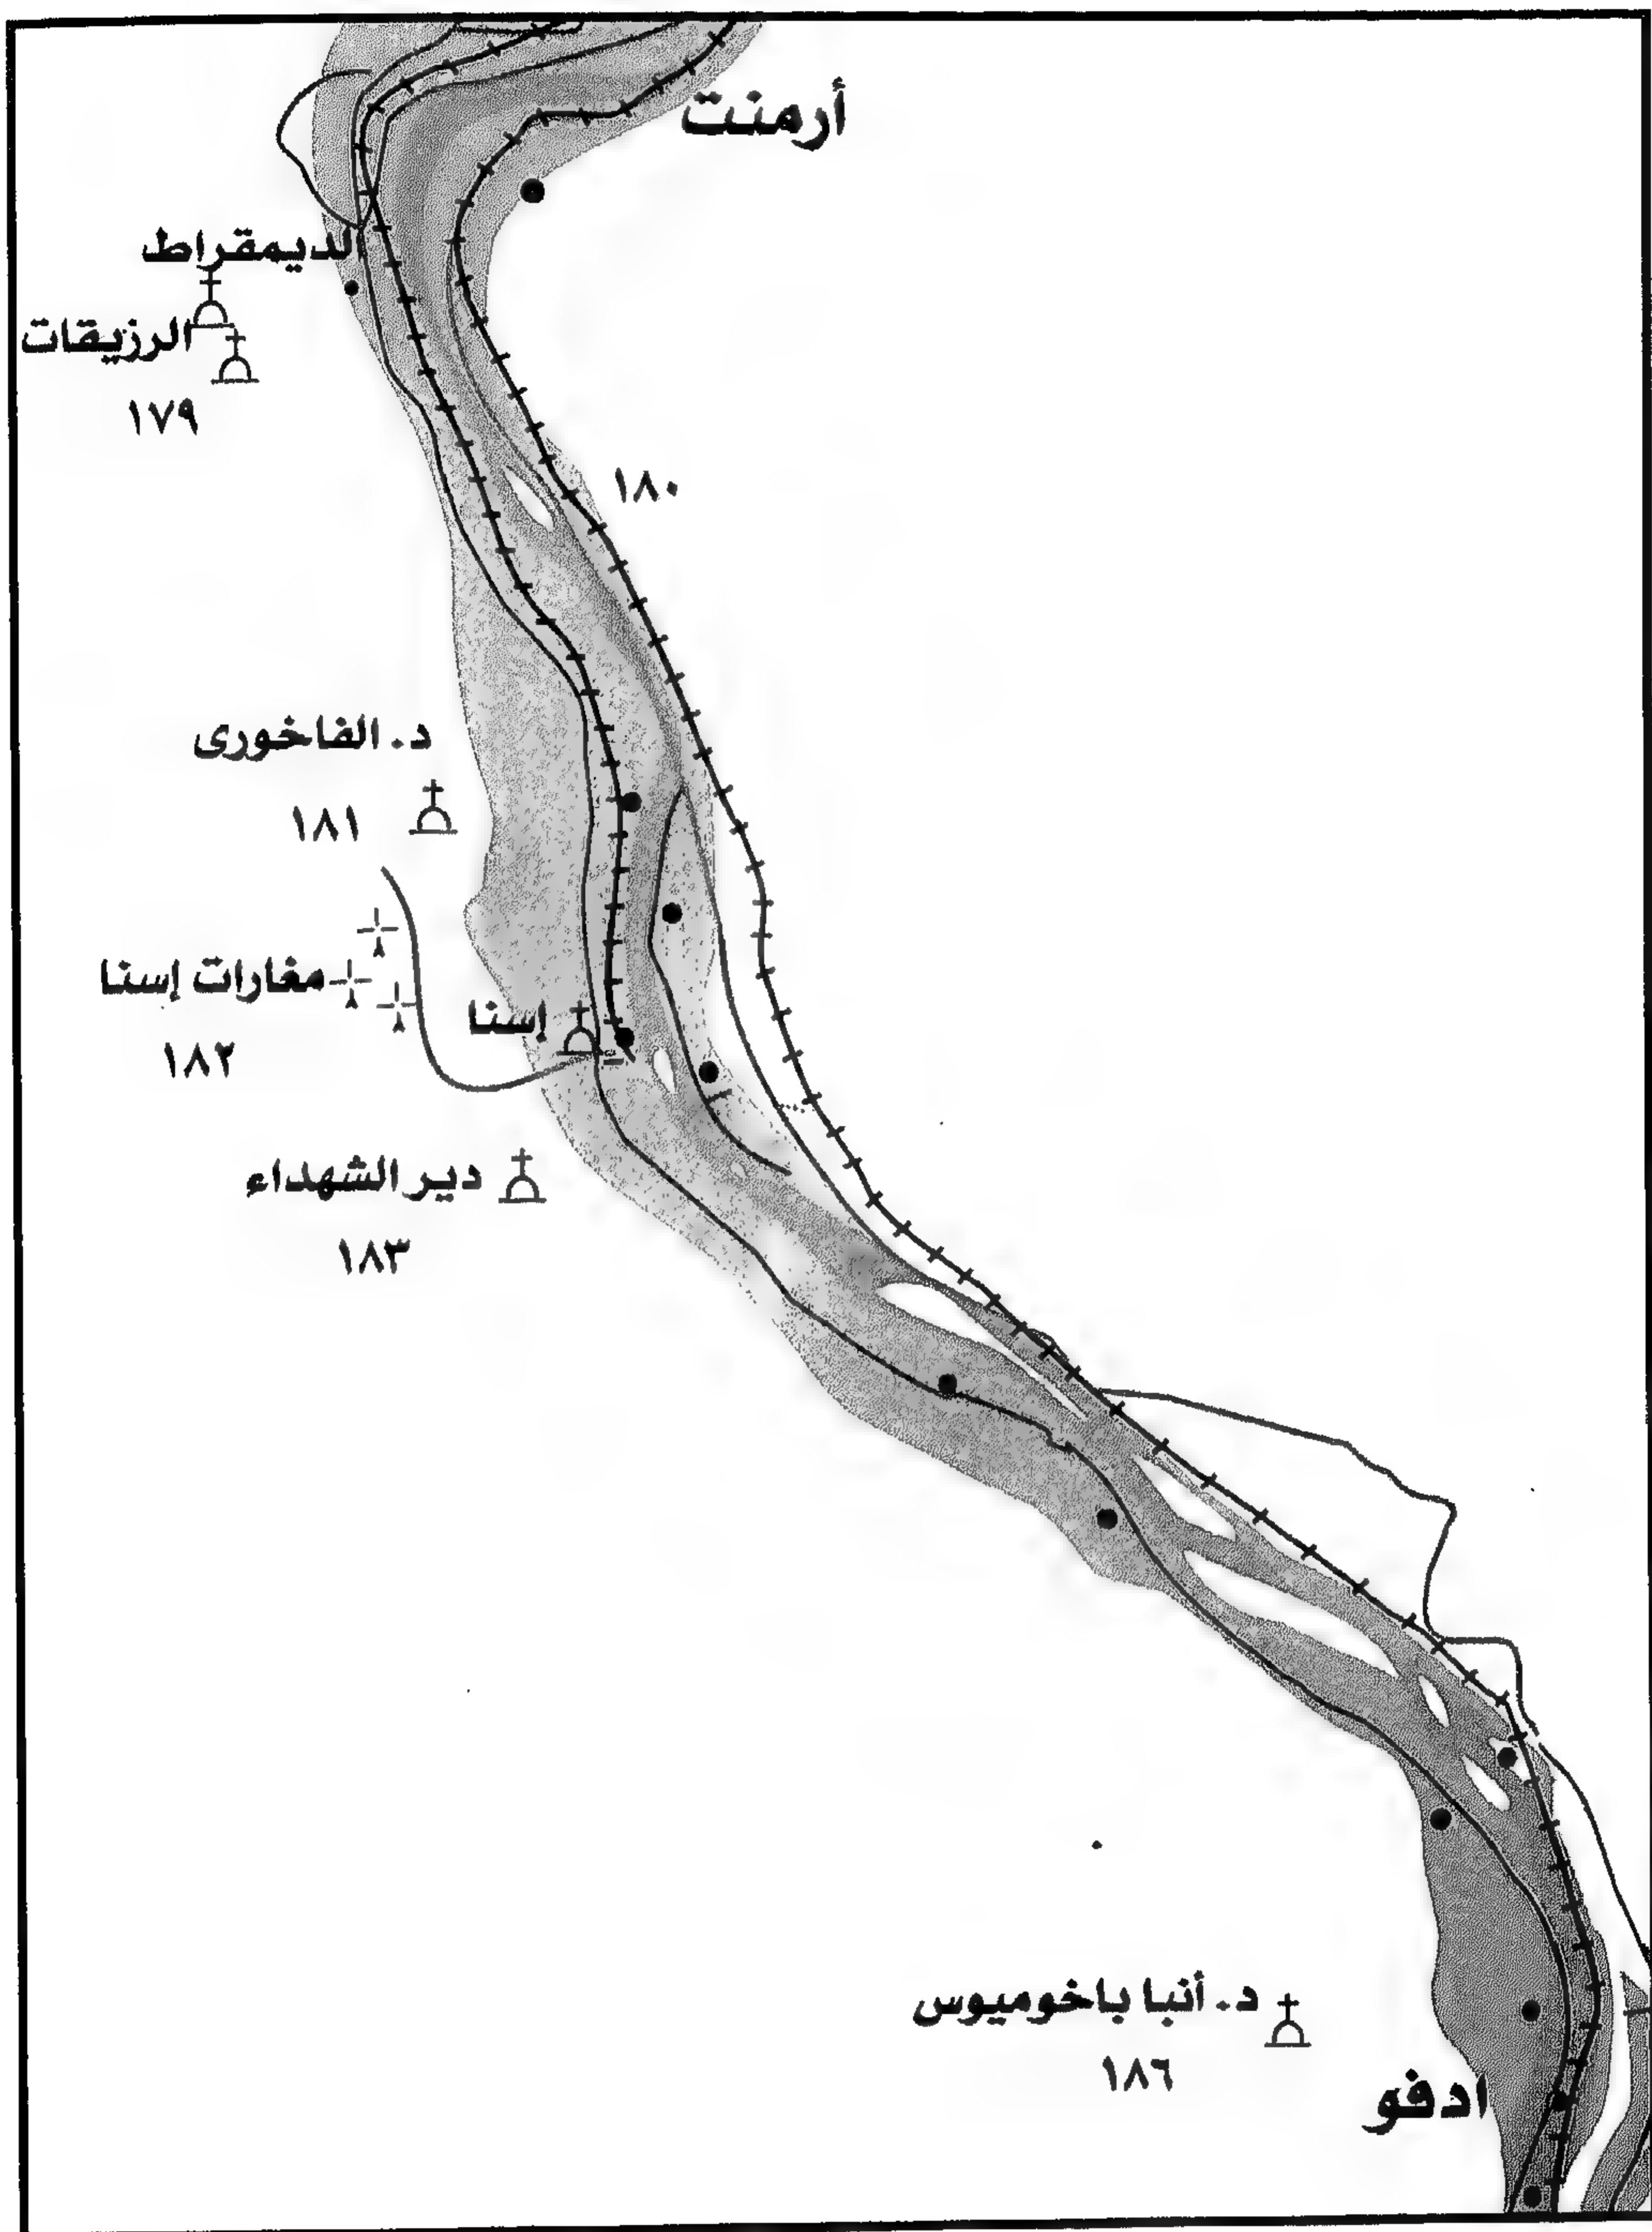 أرمنت
الديمقراط
الرزيقات
١٧٩
١٨٠
د. الفاخورى
١٨١
مغارات إسنا
١٨٢
إسنا
دير الشهداء
١٨٣
د. أنبا باخوميوس
١٨٦
ادفو